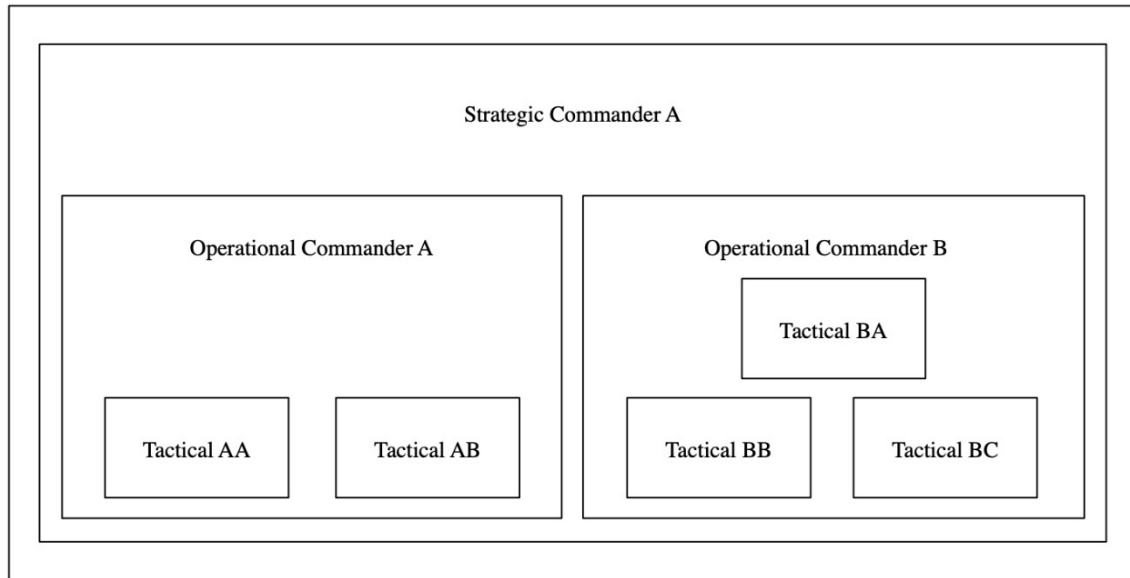 Strategic Commander A
Operational Commander A
Operational Commander B
Tactical BA
Tactical AA
Tactical AB
Tactical BB
Tactical BC